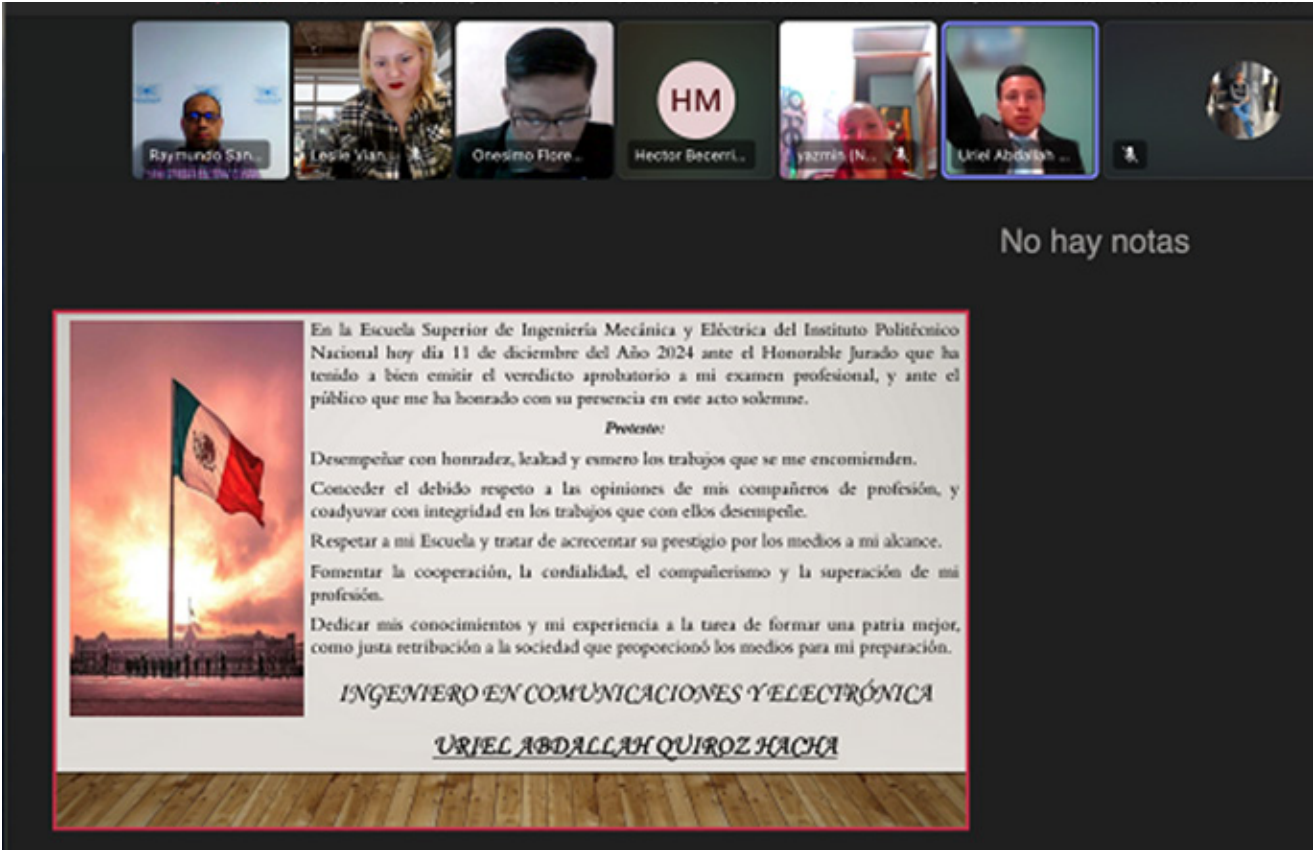 Raymundo San...
Leslie Vian...
Onesimo Flore...
HM
Hector Becerri...
yazmin (N...
Uriel Abdallah ...
No hay notas
En la Escuela Superior de Ingeniería Mecánica y Eléctrica del Instituto Politécnico
Nacional hoy día 11 de diciembre del Año 2024 ante el Honorable Jurado que ha
tenido a bien emitir el veredicto aprobatorio a mi examen profesional, y ante el
público que me ha honrado con su presencia en este acto solemne.
Protesto:
Desempeñar con honradez, lealtad y esmero los trabajos que se me encomienden.
Conceder el debido respeto a las opiniones de mis compañeros de profesión, y
coadyuvar con integridad en los trabajos que con ellos desempeñe.
Respetar a mi Escuela y tratar de acrecentar su prestigio por los medios a mi alcance.
Fomentar la cooperación, la cordialidad, el compañerismo y la superación de mi
profesión.
Dedicar mis conocimientos y mi experiencia a la tarea de formar una patria mejor,
como justa retribución a la sociedad que proporcionó los medios para mi preparación.
INGENIERO EN COMUNICACIONES Y ELECTRÓNICA
URIEL ABDALLAH QUIROZ HACHA